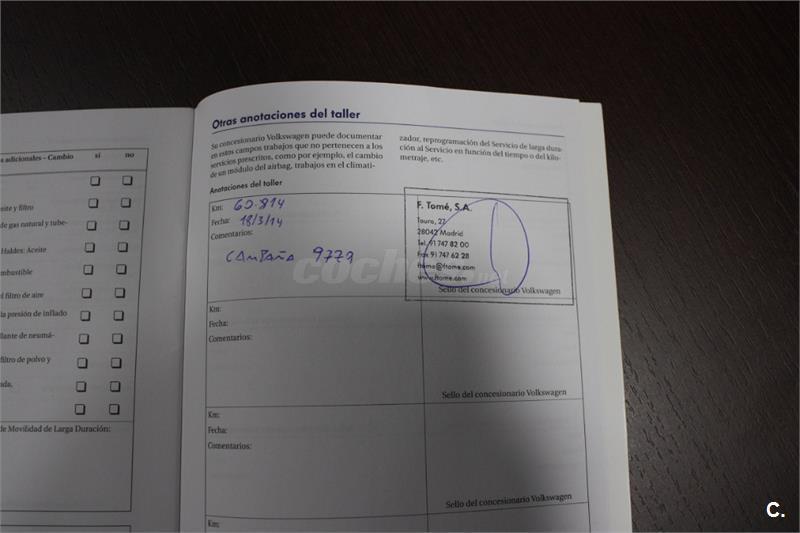 s adicionales – Cambio sí no
eite y filtro
de gas natural y tube-
Haldex: Aceite
mbustible
el filtro de aire
la presión de inflado
llante de neumá-
filtro de polvo y
ada,
de Movilidad de Larga Duración:
Otras anotaciones del taller
Su concesionario Volkswagen puede documentar
en estos campos trabajos que no pertenecen a los
servicios prescritos, como por ejemplo, el cambio
de un módulo del airbag, trabajos en el climati-
zador, reprogramación del Servicio de larga dura-
ción al Servicio en función del tiempo o del kilo-
metraje, etc.
Anotaciones del taller
Km: 60.814
Fecha: 18/3/14
Comentarios:
CAMPAÑA 9779
F. Tomé, S.A.
Tauro, 27
28042 Madrid
Tel. 91 747 82 00
Fax 91 747 62 28
ftome@ftome.com
www.ftome.com
Sello del concesionario Volkswagen
Km:
Fecha:
Comentarios:
Sello del concesionario Volkswagen
Km:
Fecha:
Comentarios:
Sello del concesionario Volkswagen
Km:
coches.net
C.